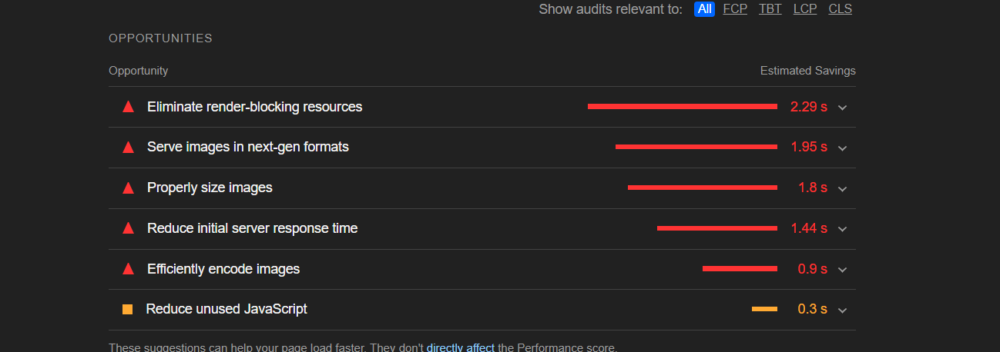 Show audits relevant to: All FCP TBT LCP CLS
OPPORTUNITIES
Opportunity Estimated Savings
Eliminate render-blocking resources 2.29 s
Serve images in next-gen formats 1.95 s
Properly size images 1.8 s
Reduce initial server response time 1.44 s
Efficiently encode images 0.9 s
Reduce unused JavaScript 0.3 s
These suggestions can help your page load faster. They don't directly affect the Performance score.